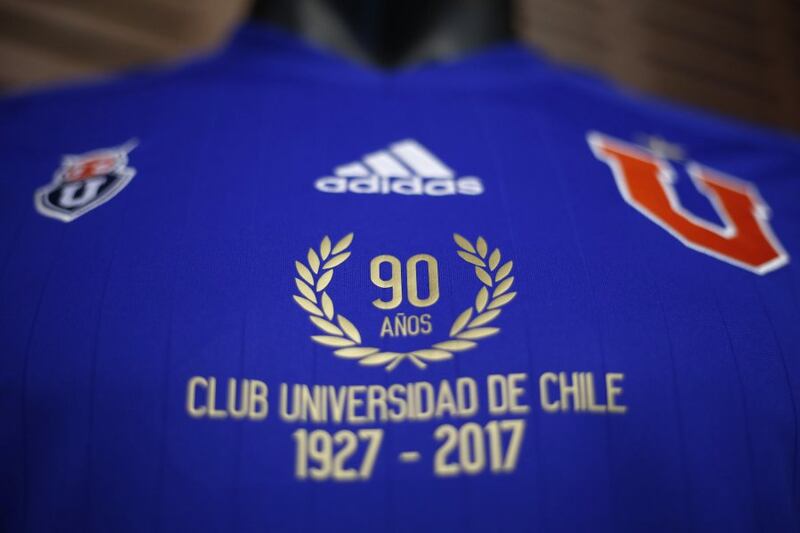 adidas
U
U
90
AÑOS
CLUB UNIVERSIDAD DE CHILE
1927 - 2017